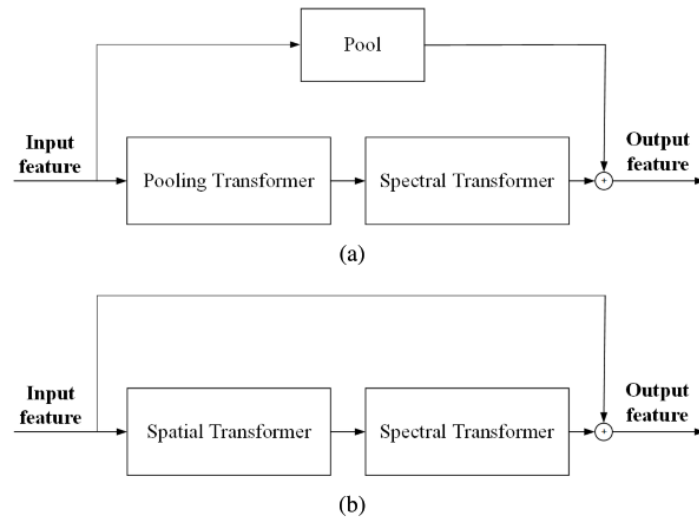 Pool
Input
feature
Pooling Transformer
Spectral Transformer
+
Output
feature
(a)
Input
feature
Spatial Transformer
Spectral Transformer
+
Output
feature
(b)